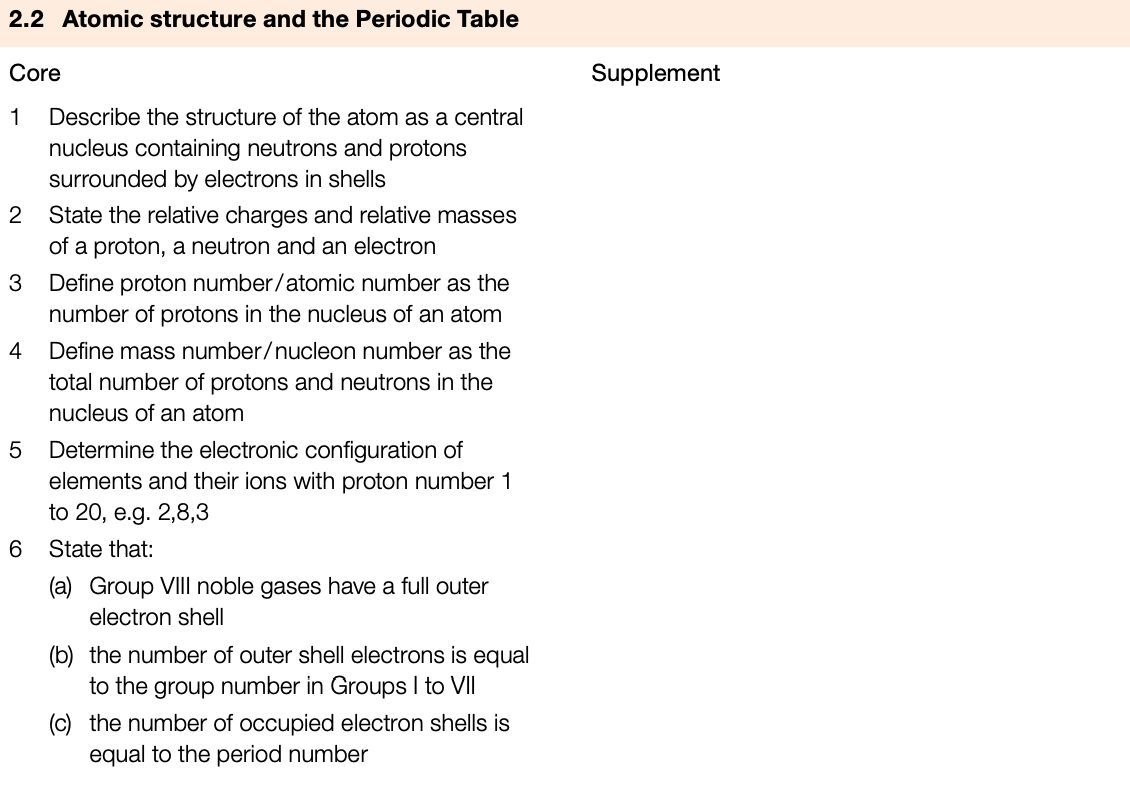 2.2 Atomic structure and the Periodic Table
Core
Supplement
1 Describe the structure of the atom as a central
nucleus containing neutrons and protons
surrounded by electrons in shells
2 State the relative charges and relative masses
of a proton, a neutron and an electron
3 Define proton number/atomic number as the
number of protons in the nucleus of an atom
4 Define mass number/nucleon number as the
total number of protons and neutrons in the
nucleus of an atom
5 Determine the electronic configuration of
elements and their ions with proton number 1
to 20, e.g. 2,8,3
6 State that:
(a) Group VIII noble gases have a full outer
electron shell
(b) the number of outer shell electrons is equal
to the group number in Groups I to VII
(c) the number of occupied electron shells is
equal to the period number